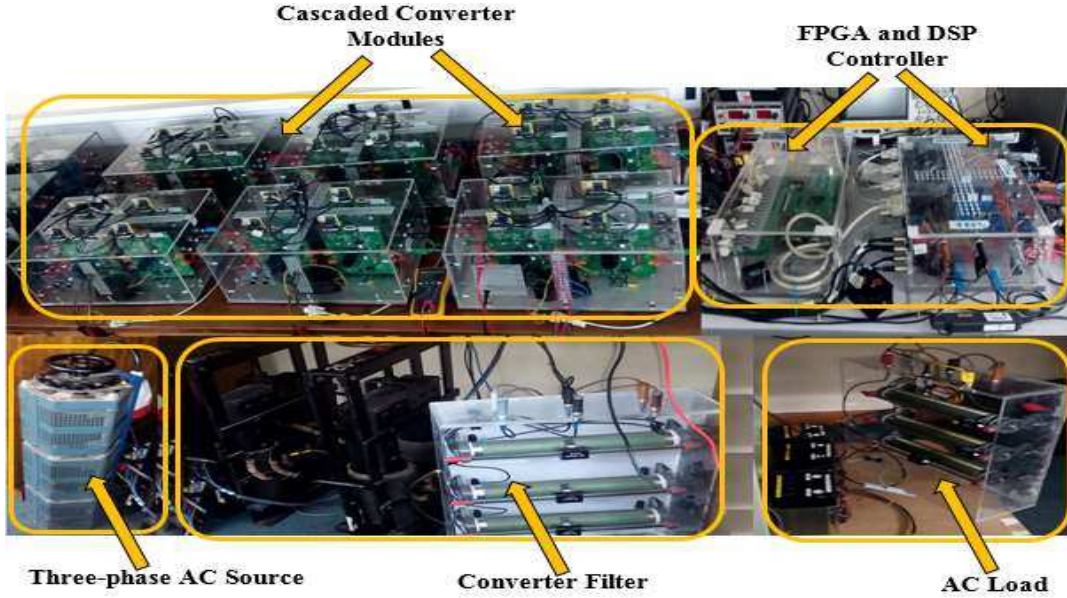 Cascaded Converter
Modules
FPGA and DSP
Controller
Three-phase AC Source
Converter Filter
AC Load